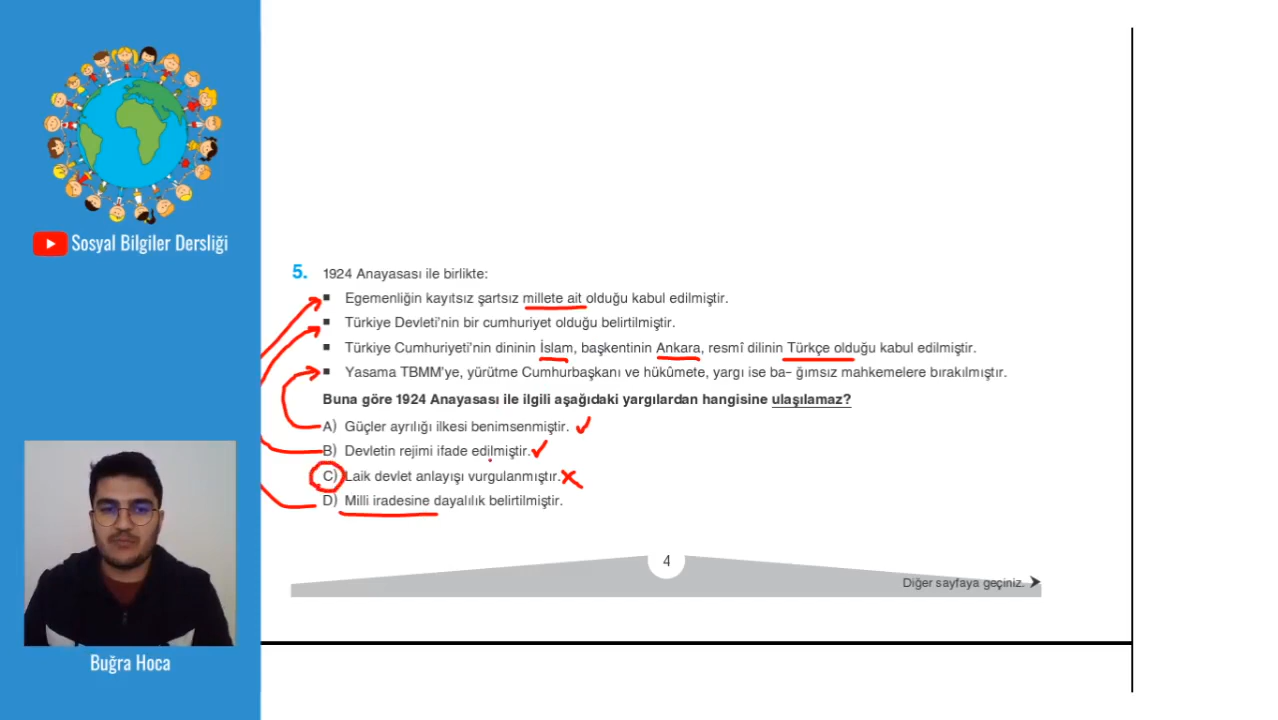 Sosyal Bilgiler Dersliği
5. 1924 Anayasası ile birlikte:
■ Egemenliğin kayıtsız şartsız millete ait olduğu kabul edilmiştir.
■ Türkiye Devleti'nin bir cumhuriyet olduğu belirtilmiştir.
■ Türkiye Cumhuriyeti'nin dininin İslam, başkentinin Ankara, resmî dilinin Türkçe olduğu kabul edilmiştir.
■ Yasama TBMM'ye, yürütme Cumhurbaşkanı ve hükûmete, yargı ise ba- ğımsız mahkemelere bırakılmıştır.
Buna göre 1924 Anayasası ile ilgili aşağıdaki yargılardan hangisine ulaşılamaz?
A) Güçler ayrılığı ilkesi benimsenmiştir.
B) Devletin rejimi ifade edilmiştir.
C) Laik devlet anlayışı vurgulanmıştır.
D) Milli iradesine dayalılık belirtilmiştir.
4
Diğer sayfaya geçiniz.
Buğra Hoca